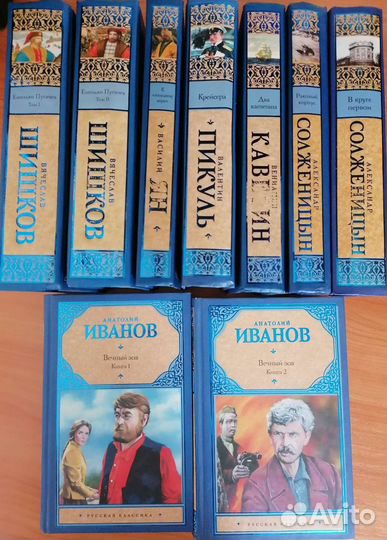 Емельян Пугачев
Том I
ВЯЧЕСЛАВ
ШИШКОВ
Емельян Пугачев
Том II
ВЯЧЕСЛАВ
ШИШКОВ
К
последнему
морю
ВАСИЛИЙ
ЯН
Крейсера
ВАЛЕНТИН
ПИКУЛЬ
Два
капитана
ВЕНИАМИН
КАВЕРИН
Раковый
корпус
АЛЕКСАНДР
СОЛЖЕНИЦЫН
В круге
первом
АЛЕКСАНДР
СОЛЖЕНИЦЫН
АНАТОЛИЙ
ИВАНОВ
Вечный зов
Книга 1
РУССКАЯ КЛАССИКА
АНАТОЛИЙ
ИВАНОВ
Вечный зов
Книга 2
РУССКАЯ
Avito